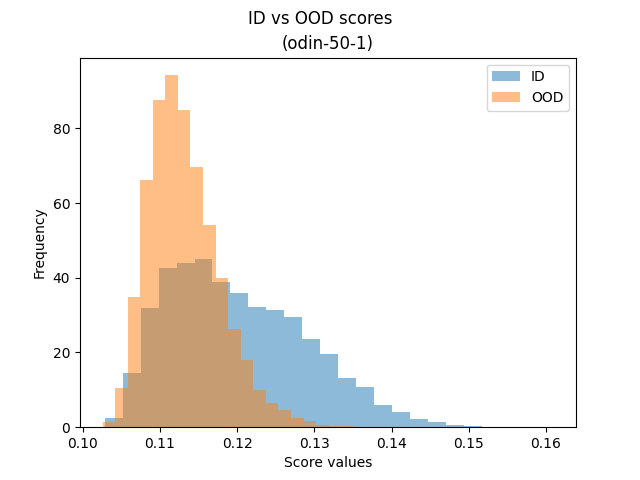 ID vs OOD scores
(odin-50-1)
ID
OOD
Frequency
80
60
40
20
0
0.10 0.11 0.12 0.13 0.14 0.15 0.16
Score values